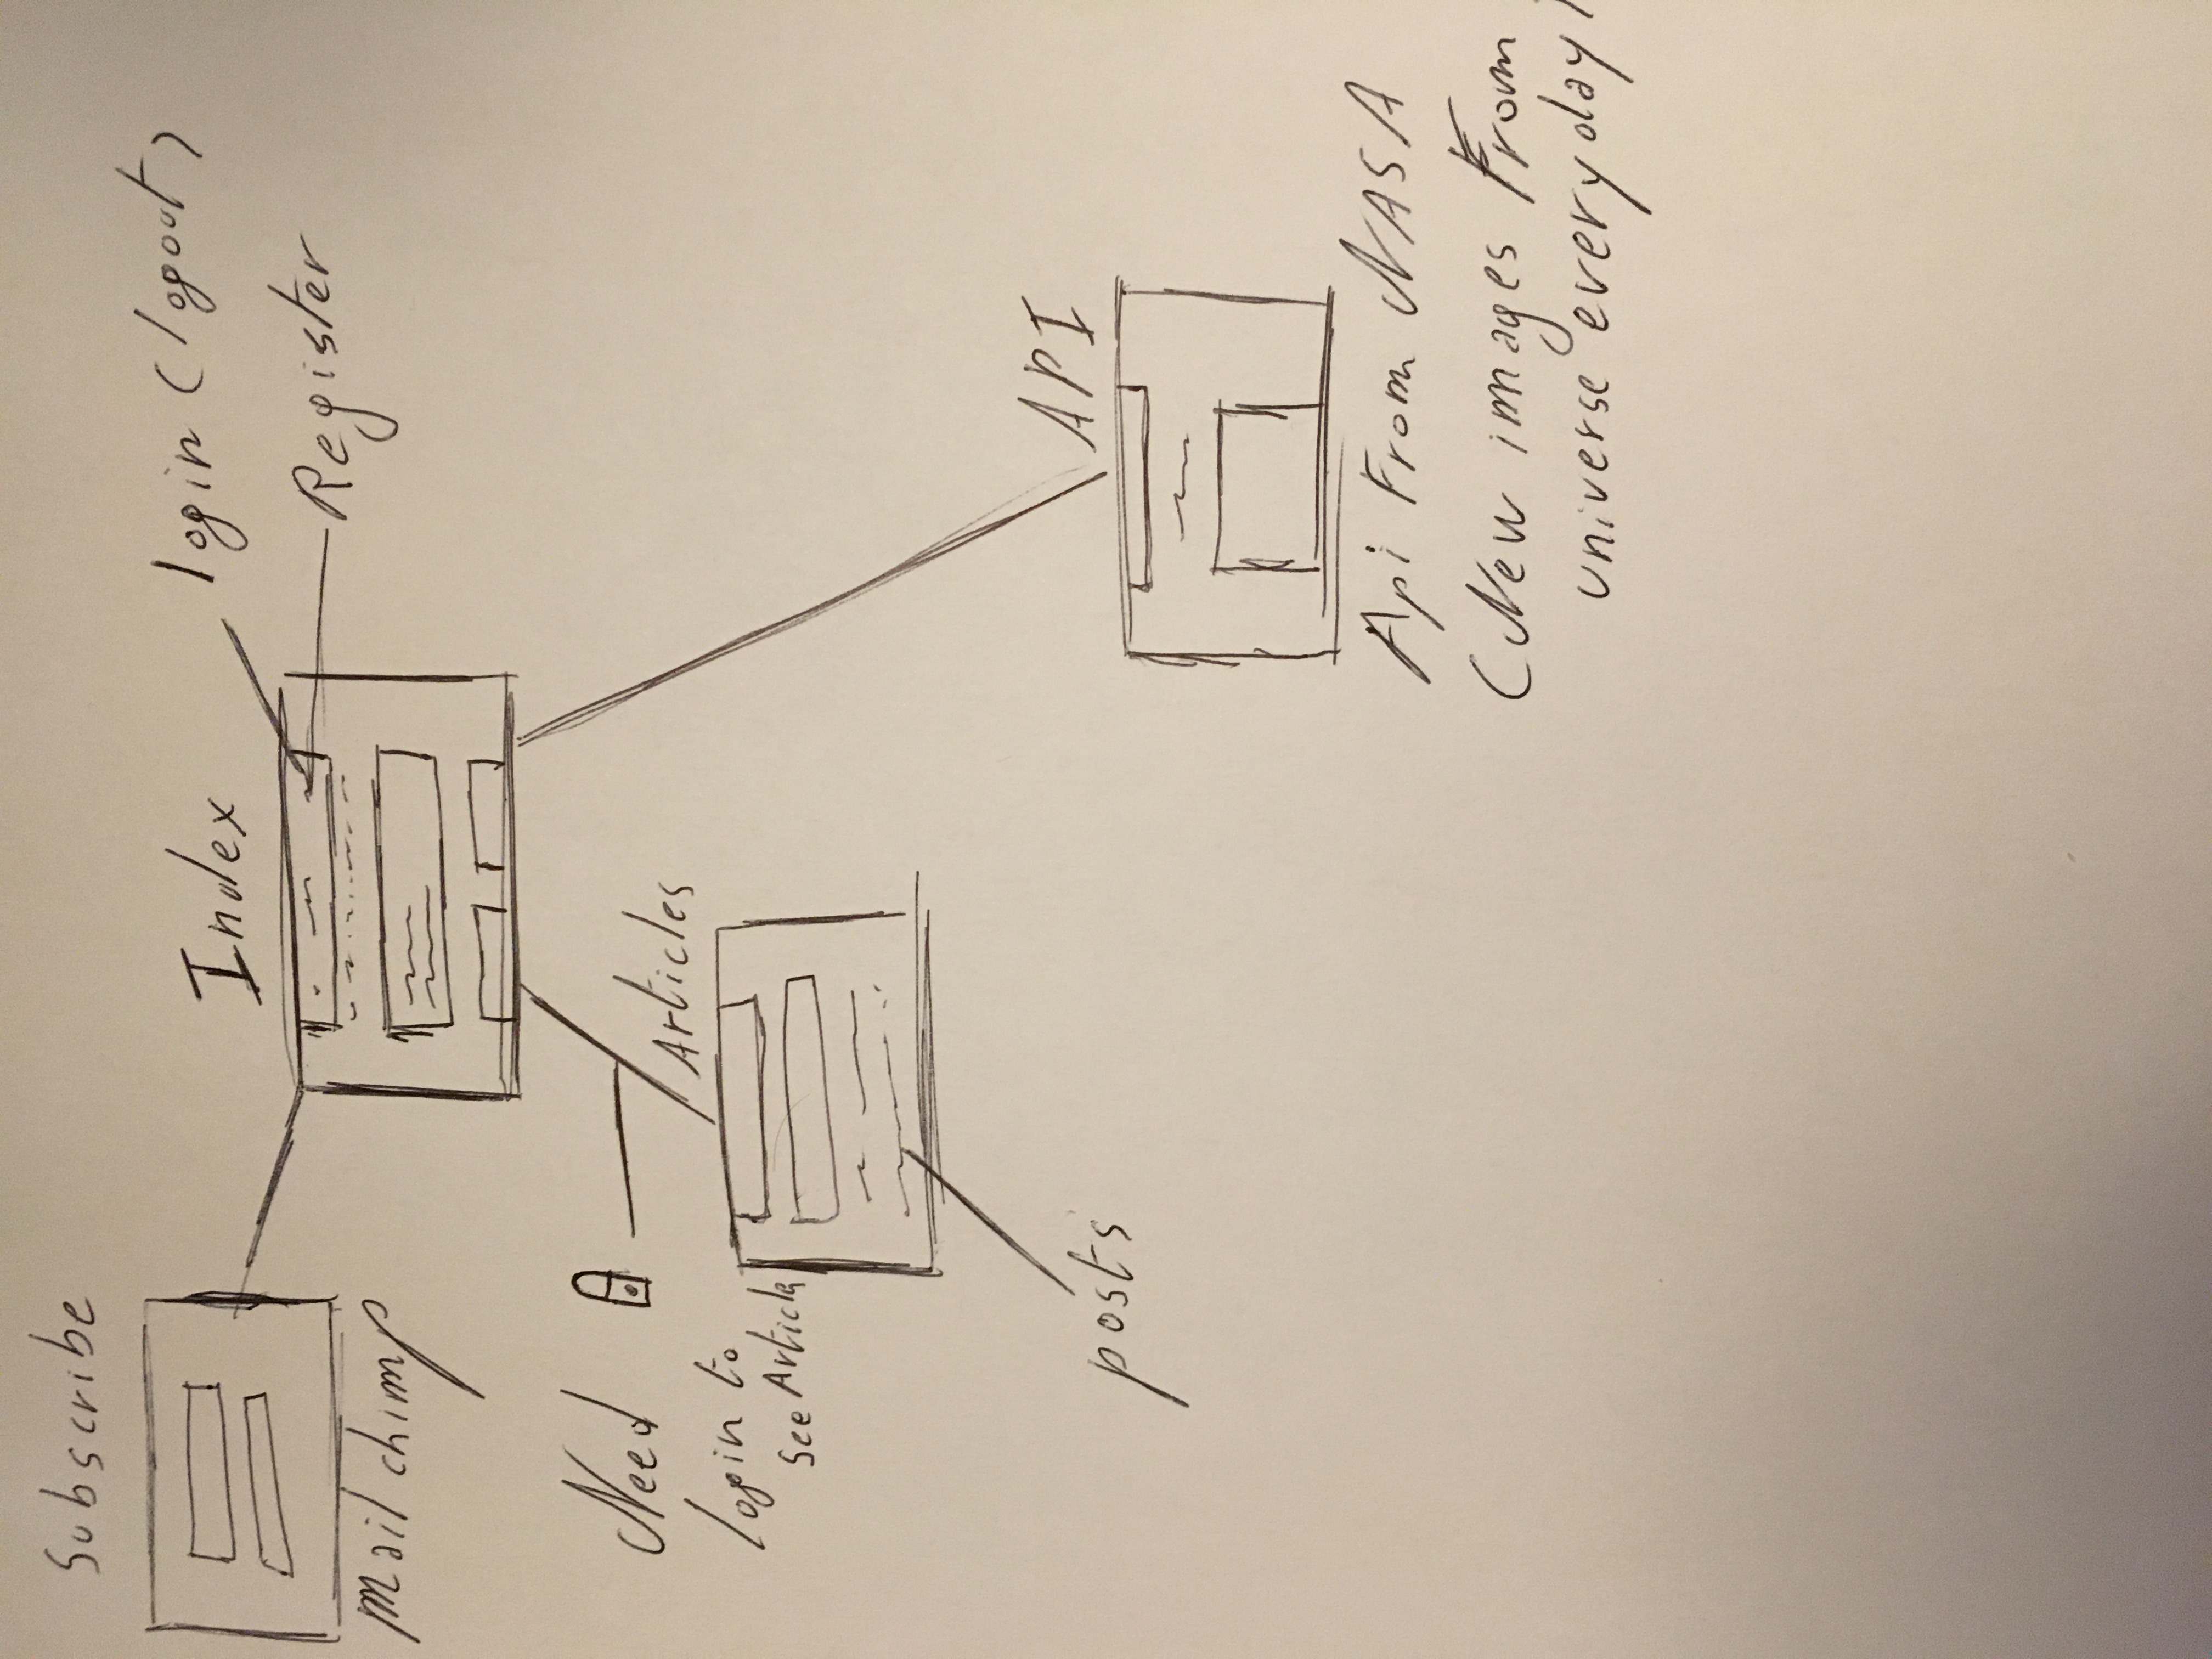 Subscribe
mail chimp
Index
login (logout)
Register
Need
login to
see Article
Articles
posts
API
Api From NASA
(New images From
universe everyday)